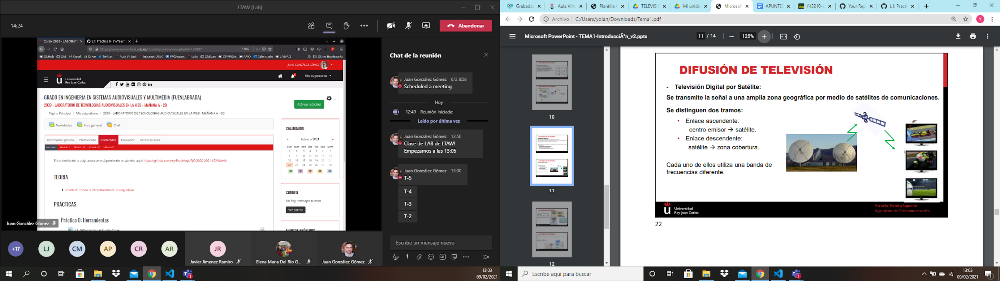 LTAW (Lab)
14:24
Abandonar
Curso: 2039 - LABORATO
L1: Practica 0 · myTeachi
https://www.aulavirtual.urjc.es/moodle/course/view.php?id=152887
110%
GitHub
Gist
Gmail
Drive
Twitter
Aula Virtual
Intranet URJC
FPGAwars
Labs
Obijuan
CT-FPGAs
APIO
Calendario
LAB-AO
Other Bookmarks
JUAN GONZÁLEZ GÓMEZ
Universidad
Rey Juan Carlos
Mis asignaturas
GRADO EN INGENIERIA EN SISTEMAS AUDIOVISUALES Y MULTIMEDIA (FUENLABRADA)
2039 - LABORATORIO DE TECNOLOGIAS AUDIOVISUALES EN LA WEB - MAÑANA A - 2Q
Activar edición
Página Principal / Mis asignaturas / 2039 - LABORATORIO DE TECNOLOGIAS AUDIOVISUALES EN LA WEB - MAÑANA A - 2Q
Novedades
Foro general
Chat
Información general
Profesorado
Contenidos
Evaluación
Otros recursos
Módulo I
Módulo II
Módulo III
Módulo IV
Módulo V
El contenido de la asignatura se está poniendo en abierto aquí: https://github.com/myTeachingURJC/2020-2021-LTAW/wiki
TEORIA
Sesión de Teoría 0: Presentación de la asignatura
PRÁCTICAS
Práctica 0: Herramientas
L1: Github y Visual Studio Code
CALENDARIO
febrero 2021
Lun Mar Mié Jue Vie Sáb Dom
1 2 3 4 5 6 7
8 9 10 11 12 13 14
15 16 17 18 19 20 21
22 23 24 25 26 27 28
CORREO
No hay mensajes nuevos
Ver correo
EVENTOS PRÓXIMOS
Juan González Gómez
Chat de la reunión
Juan González Gómez 6/2 8:58
Scheduled a meeting
Hoy
12:49 Reunión iniciada:
Leído por última vez
Juan González Gómez 12:50
Clase de LAB de LTAW!
Empezamos a las 13:05
Juan González Gómez 13:00
T-5
T-4
T-3
T-2
Escribe un mensaje nuevo
GIF
+17
LJ
CM
AP
CR
AR
JR
Javier Jimenez Ramiro
Elena Maria Del Rio G...
Juan González Gómez
1
13:03
09/02/2021
Grabador
Aula Virtu
Plantilla t
TELEVISIO
Mi unida
Microsof
APUNTES
VNC
f-l3210-p
Your Rep
L1: Pract
Archivo
C:/Users/yolan/Downloads/Tema1.pdf
Y
Microsoft PowerPoint - TEMA1-IntroducciÃ³n_v2.pptx
11 / 14
125%
10
11
12
DIFUSIÓN DE TELEVISIÓN
- Televisión Digital por Satélite:
Se transmite la señal a una amplia zona geográfica por medio de satélites de comunicaciones.
Se distinguen dos tramos:
• Enlace ascendente:
centro emisor → satélite.
• Enlace descendente:
satélite → zona cobertura.
Cada uno de ellos utiliza una banda de
frecuencias diferente.
Universidad
Rey Juan Carlos
Escuela Técnica Superior
Ingeniería de Telecomunicación
22
Escribe aquí para buscar
1
13:03
09/02/2021
1